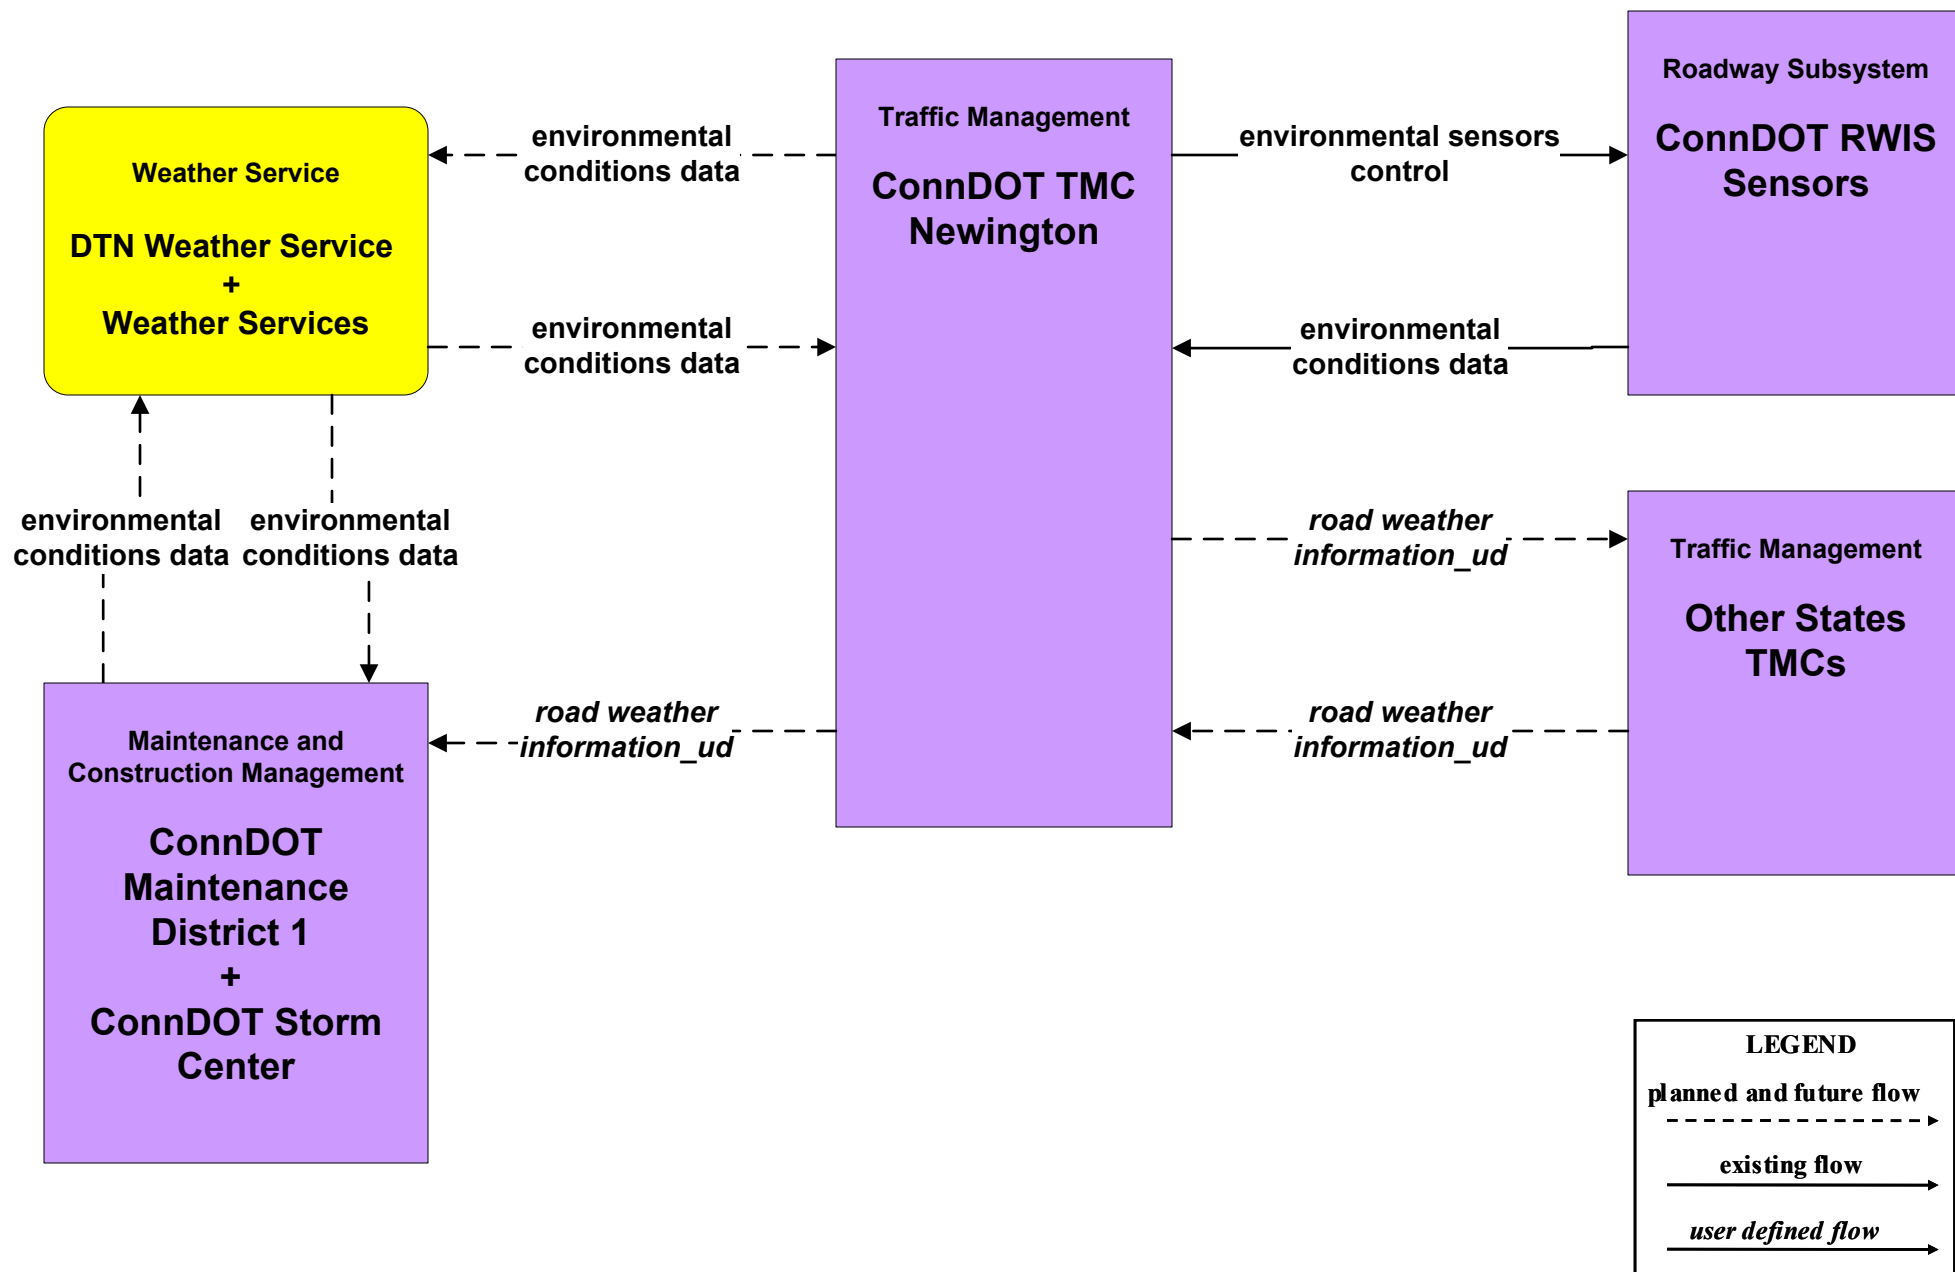 Weather Service
DTN Weather Service
+
Weather Services
environmental
conditions data
environmental
conditions data
Traffic Management
ConnDOT TMC
Newington
environmental sensors
control
environmental
conditions data
Roadway Subsystem
ConnDOT RWIS
Sensors
environmental
conditions data
environmental
conditions data
road weather
information_ud
road weather
information_ud
road weather
information_ud
Traffic Management
Other States
TMCs
Maintenance and
Construction Management
ConnDOT
Maintenance
District 1
+
ConnDOT Storm
Center
LEGEND
planned and future flow
existing flow
user defined flow